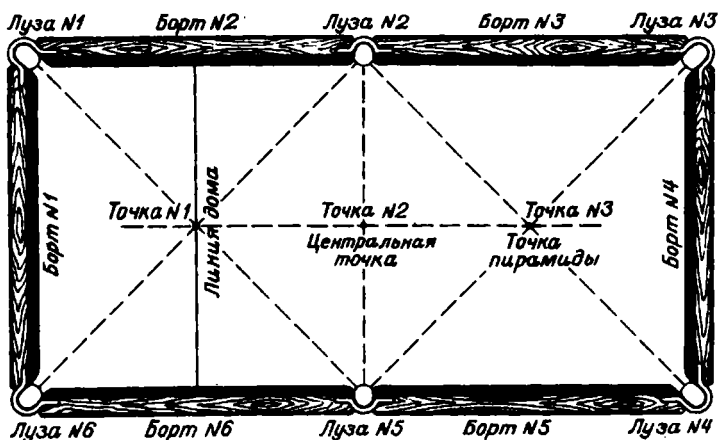 Луза N1 Борт N2 Луза N2 Борт N3 Луза N3
Борт N1
Точка N1
Линия дома
Точка N2
Центральная
точка
Точка N3
Точка
пирамиды
Борт N4
Луза N6 Борт N6 Луза N5 Борт N5 Луза N4